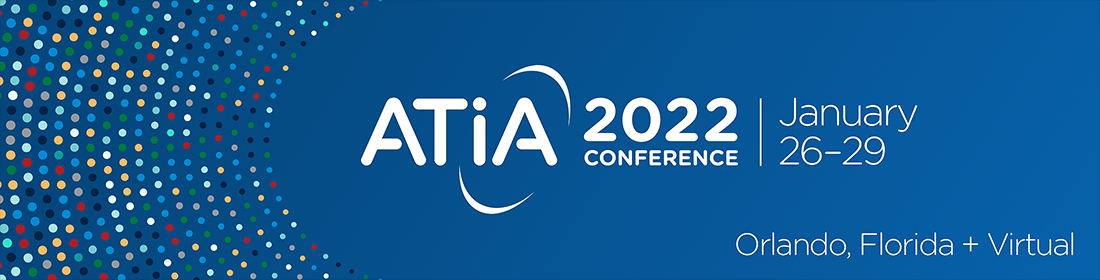 ATiA 2022
CONFERENCE
January
26–29
Orlando, Florida + Virtual